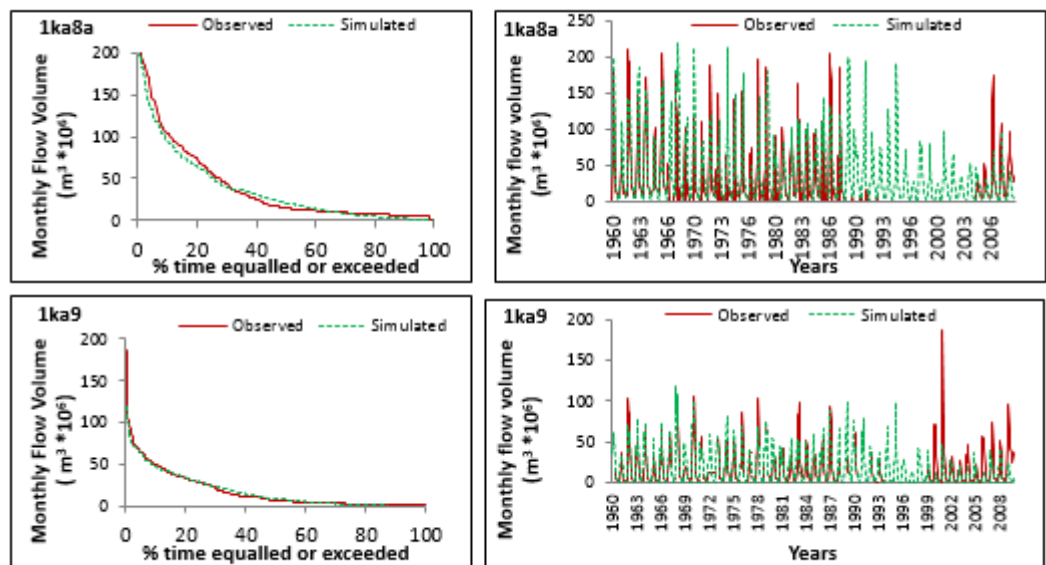 1ka8a
Observed
Simulated
Monthly Flow Volume
(m³ *10⁶)
200
150
100
50
0
0 20 40 60 80 100
% time equalled or exceeded
1ka8a
Observed
Simulated
Monthly flow volume
(m³ *10⁶)
250
200
150
100
50
0
1960 1963 1966 1967 1970 1973 1976 1980 1983 1986 1990 1993 1996 2000 2003 2006
Years
1ka9
Observed
Simulated
Monthly Flow Volume
( m³ *10⁶)
200
150
100
50
0
0 20 40 60 80 100
% time equalled or exceeded
1ka9
Observed
Simulated
Monthly flow volume
(m³ *10⁶)
200
150
100
50
0
1960 1963 1966 1969 1972 1975 1978 1981 1984 1987 1990 1993 1996 1999 2002 2005 2008
Years